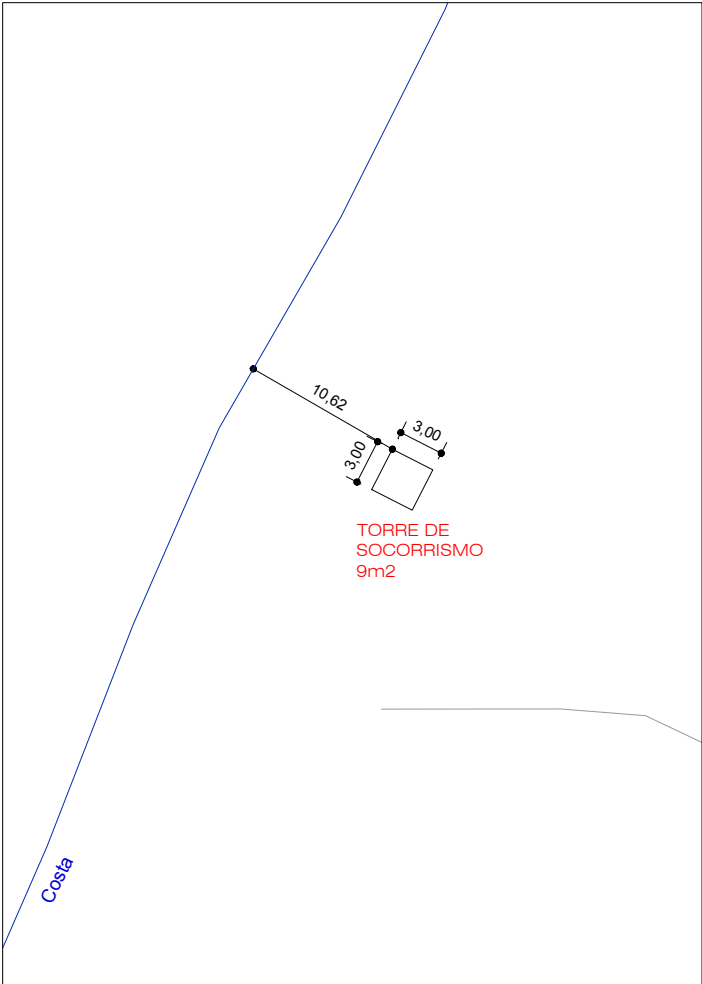 10,62
3,00
3,00
TORRE DE
SOCORRISMO
9m2
Costa